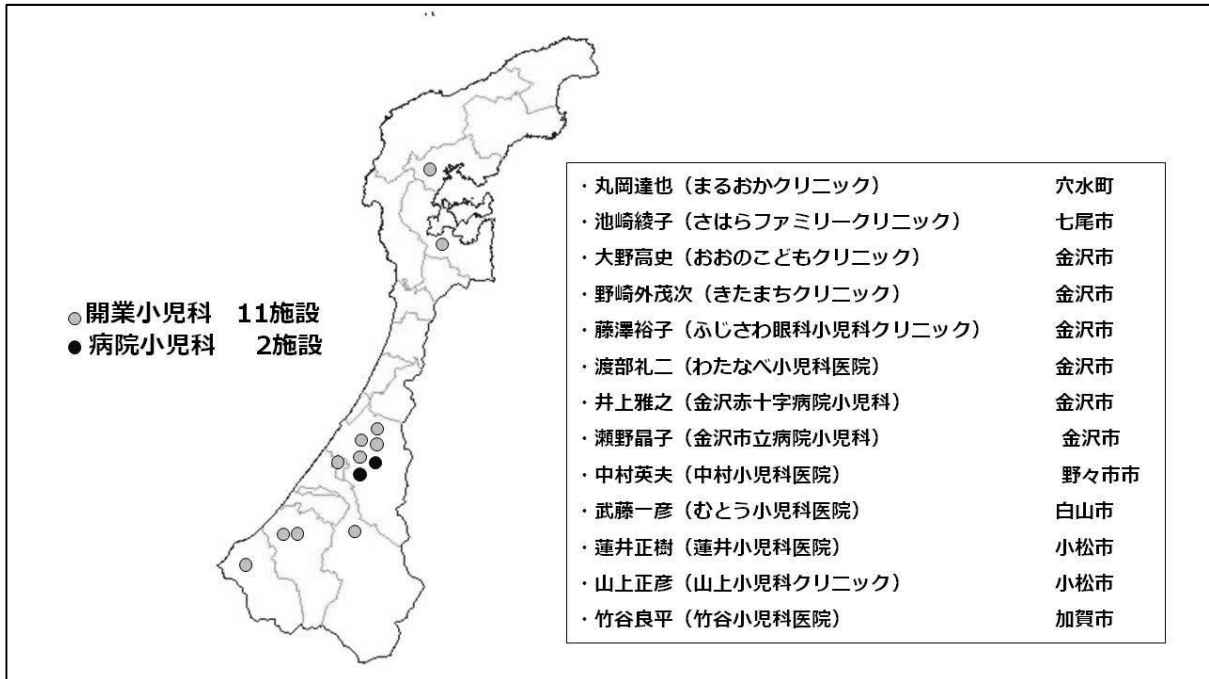 開業小児科 11施設
病院小児科 2施設
・丸岡達也（まるおかクリニック） 穴水町
・池崎綾子（さはらファミリークリニック） 七尾市
・大野高史（おおのこどもクリニック） 金沢市
・野崎外茂次（きたまちクリニック） 金沢市
・藤澤裕子（ふじさわ眼科小児科クリニック） 金沢市
・渡部礼二（わたなべ小児科医院） 金沢市
・井上雅之（金沢赤十字病院小児科） 金沢市
・瀬野晶子（金沢市立病院小児科） 金沢市
・中村英夫（中村小児科医院） 野々市市
・武藤一彦（むとう小児科医院） 白山市
・蓮井正樹（蓮井小児科医院） 小松市
・山上正彦（山上小児科クリニック） 小松市
・竹谷良平（竹谷小児科医院） 加賀市